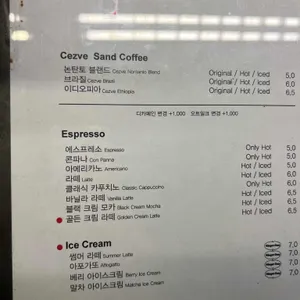 Cezve Sand Coffee
논탄토 블렌드 Cezve Nontanto Blend Original / Hot / Iced 5,0
브라질 Cezve Brazil Original / Hot / Iced 6,0
이디오피아 Cezve Ethiopia Original / Hot / Iced 6,5
디카페인 변경 +1,000 오트밀크 변경 +1,000
Espresso
에스프레소 Espresso Only Hot 5,0
콘파나 Con Panna Only Hot 5,5
아메리카노 Americano Hot / Iced 5,0
라떼 Latte Hot / Iced 6,0
클래식 카푸치노 Classic Cappuccino Only Hot 6,5
바닐라 라떼 Vanilla Latte Hot / Iced 6,5
블랙 크림 모카 Black Cream Mocha Hot / Iced 6,5
골든 크림 라떼 Golden Cream Latte Hot / Iced 6,5
Ice Cream
썸머 라떼 Summer Latte 7,0
아포가토 Affogato 7,0
베리 아이스크림 Berry Ice Cream 7,0
말차 아이스크림 Matcha Ice Cream 7,0